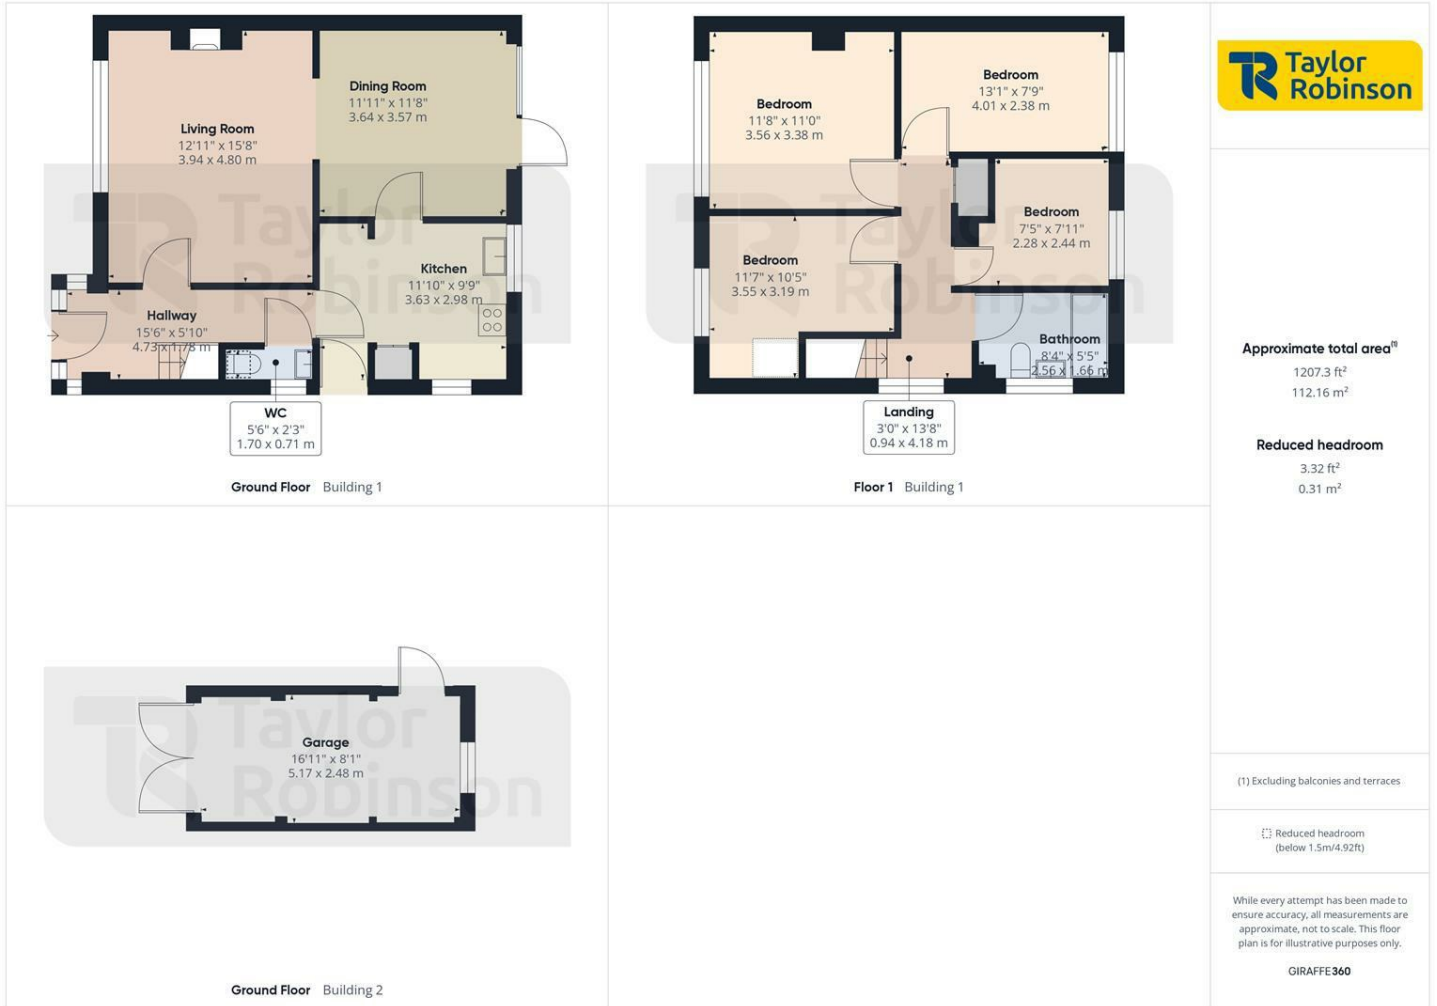 Living Room
12'11" x 15'8"
3.94 x 4.80 m
Dining Room
11'11" x 11'8"
3.64 x 3.57 m
Kitchen
11'10" x 9'9"
3.63 x 2.98 m
Hallway
15'6" x 5'10"
4.73 x 1.78 m
WC
5'6" x 2'3"
1.70 x 0.71 m
Taylor
Robinson
Ground Floor Building 1
Bedroom
11'8" x 11'0"
3.56 x 3.38 m
Bedroom
13'1" x 7'9"
4.01 x 2.38 m
Bedroom
7'5" x 7'11"
2.28 x 2.44 m
Bedroom
11'7" x 10'5"
3.55 x 3.19 m
Bathroom
8'4" x 5'5"
2.56 x 1.66 m
Landing
3'0" x 13'8"
0.94 x 4.18 m
Taylor
Robinson
Floor 1 Building 1
Garage
16'11" x 8'1"
5.17 x 2.48 m
Taylor
Robinson
Ground Floor Building 2
Taylor
Robinson
Approximate total area(1)
1207.3 ft²
112.16 m²
Reduced headroom
3.32 ft²
0.31 m²
(1) Excluding balconies and terraces
Reduced headroom
(below 1.5m/4.92ft)
While every attempt has been made to
ensure accuracy, all measurements are
approximate, not to scale. This floor
plan is for illustrative purposes only.
GIRAFFE360